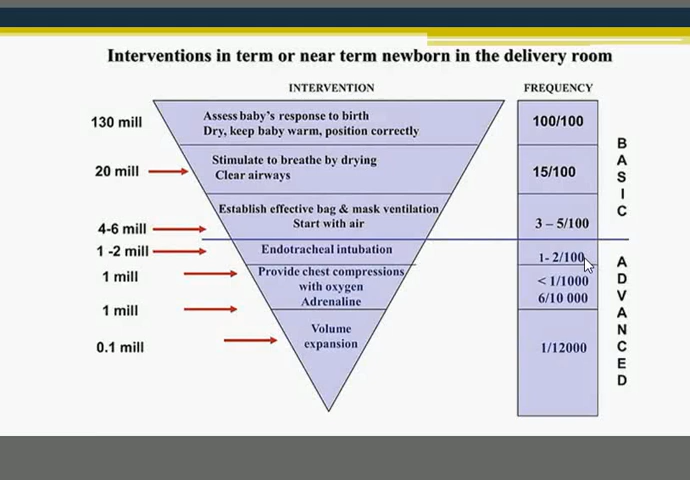 Interventions in term or near term newborn in the delivery room
INTERVENTION
FREQUENCY
130 mill
Assess baby's response to birth
Dry, keep baby warm, position correctly
100/100
20 mill
Stimulate to breathe by drying
Clear airways
15/100
4-6 mill
Establish effective bag & mask ventilation
Start with air
3 – 5/100
BASIC
1 -2 mill
Endotracheal intubation
1- 2/100
1 mill
Provide chest compressions
with oxygen
< 1/1000
1 mill
Adrenaline
6/10 000
0.1 mill
Volume
expansion
1/12000
ADVANCED